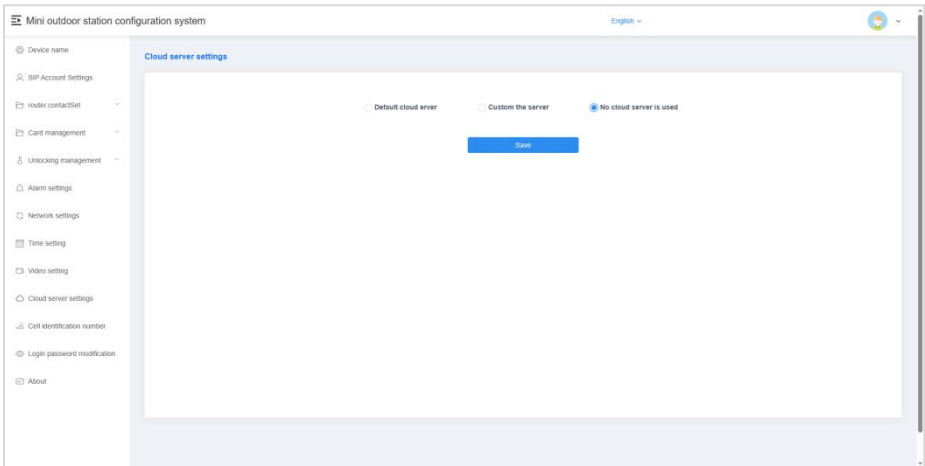 Mini outdoor station configuration system
English
Device name
SIP Account Settings
router.contactSet
Card management
Unlocking management
Alarm settings
Network settings
Time setting
Video setting
Cloud server settings
Cell identification number
Login password modification
About
Cloud server settings
Default cloud erver
Custom the server
No cloud server is used
Save